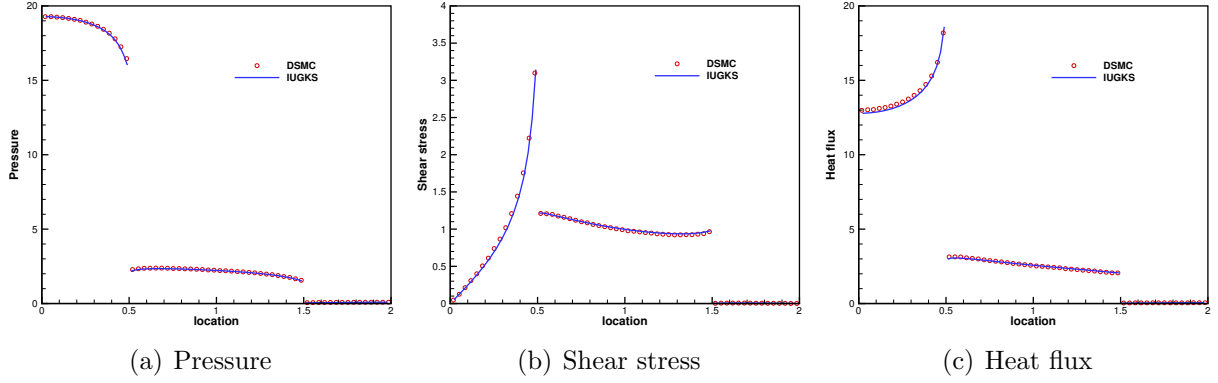 Pressure
20
15
10
5
0
0
0.5
1
1.5
2
location
DSMC
IUGKS
(a) Pressure
Shear stress
4
3.5
3
2.5
2
1.5
1
0.5
0
0
0.5
1
1.5
2
location
DSMC
IUGKS
(b) Shear stress
Heat flux
20
15
10
5
0
0
0.5
1
1.5
2
location
DSMC
IUGKS
(c) Heat flux